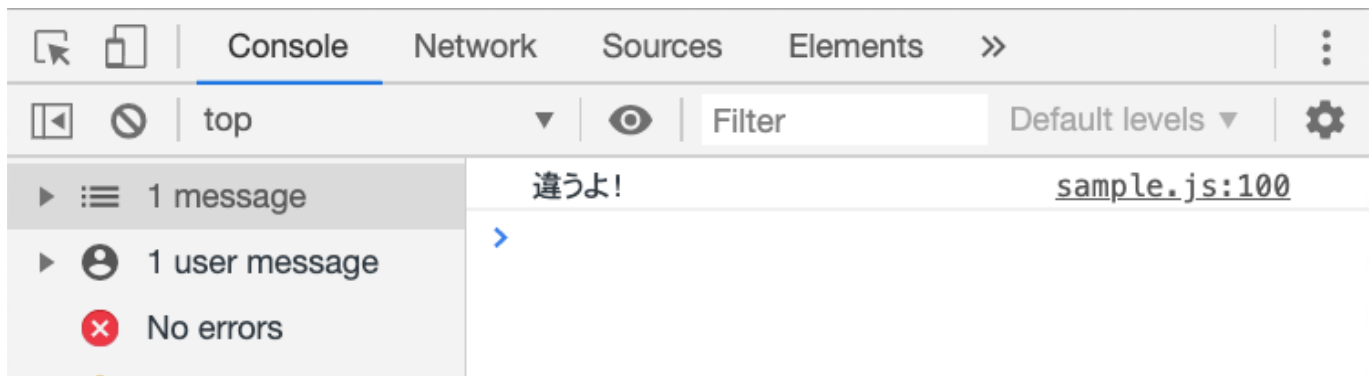 Console Network Sources Elements »
top Filter Default levels
1 message
違うよ! sample.js:100
>
1 user message
No errors